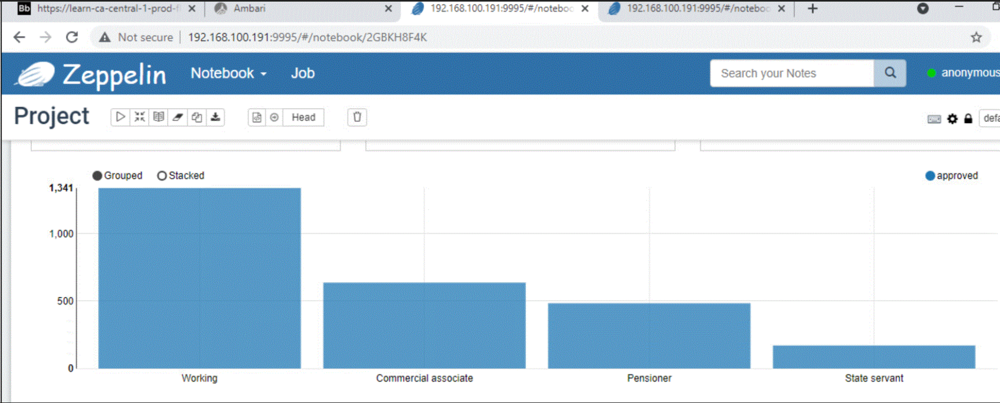 Bb https://learn-ca-central-1-prod-fl Ambari 192.168.100.191:9995/#/noteboo 192.168.100.191:9995/#/noteboo
Not secure 192.168.100.191:9995/#/notebook/2GBKH8F4K
Zeppelin Notebook Job Search your Notes anonymous
Project Head defa
Grouped Stacked approved
1,341
1,000
500
0
Working Commercial associate Pensioner State servant